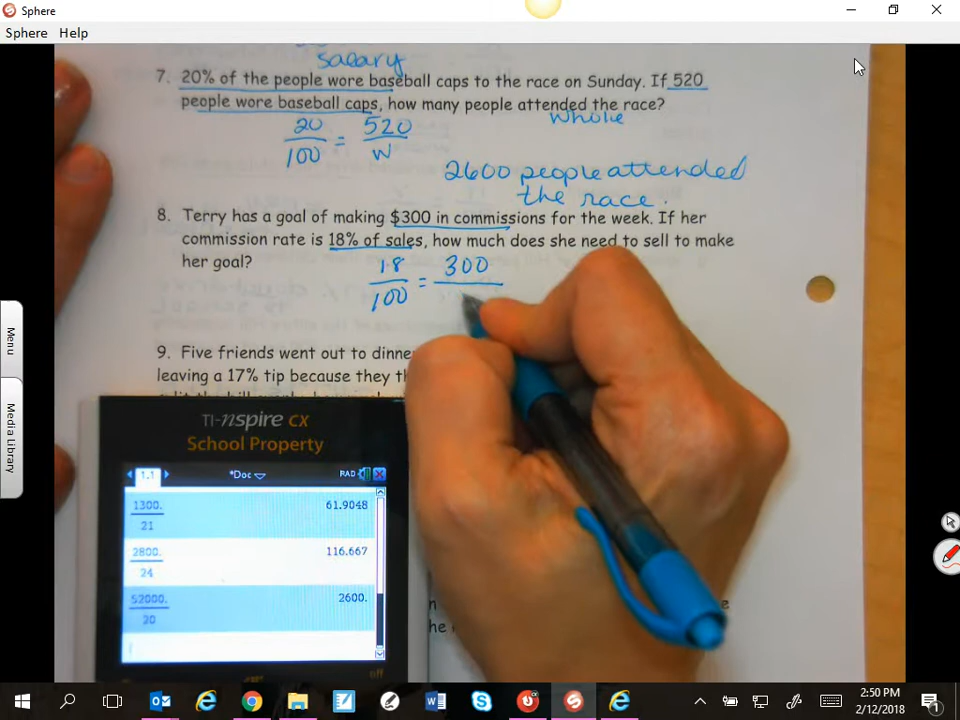 Sphere
Sphere Help
salary
7. 20% of the people wore baseball caps to the race on Sunday. If 520
people wore baseball caps, how many people attended the race?
whole
20/100 = 520/W
2600 people attended
the race.
8. Terry has a goal of making $300 in commissions for the week. If her
commission rate is 18% of sales, how much does she need to sell to make
her goal?
18/100 = 300
9. Five friends went out to dinne
leaving a 17% tip because they t
TI-nspire CX
School Property
1.1 *Doc RAD
1300. 61.9048
21
2800. 116.667
24
52000. 2600.
20
off
Menu
Media Library
he
2:50 PM
2/12/2018
1